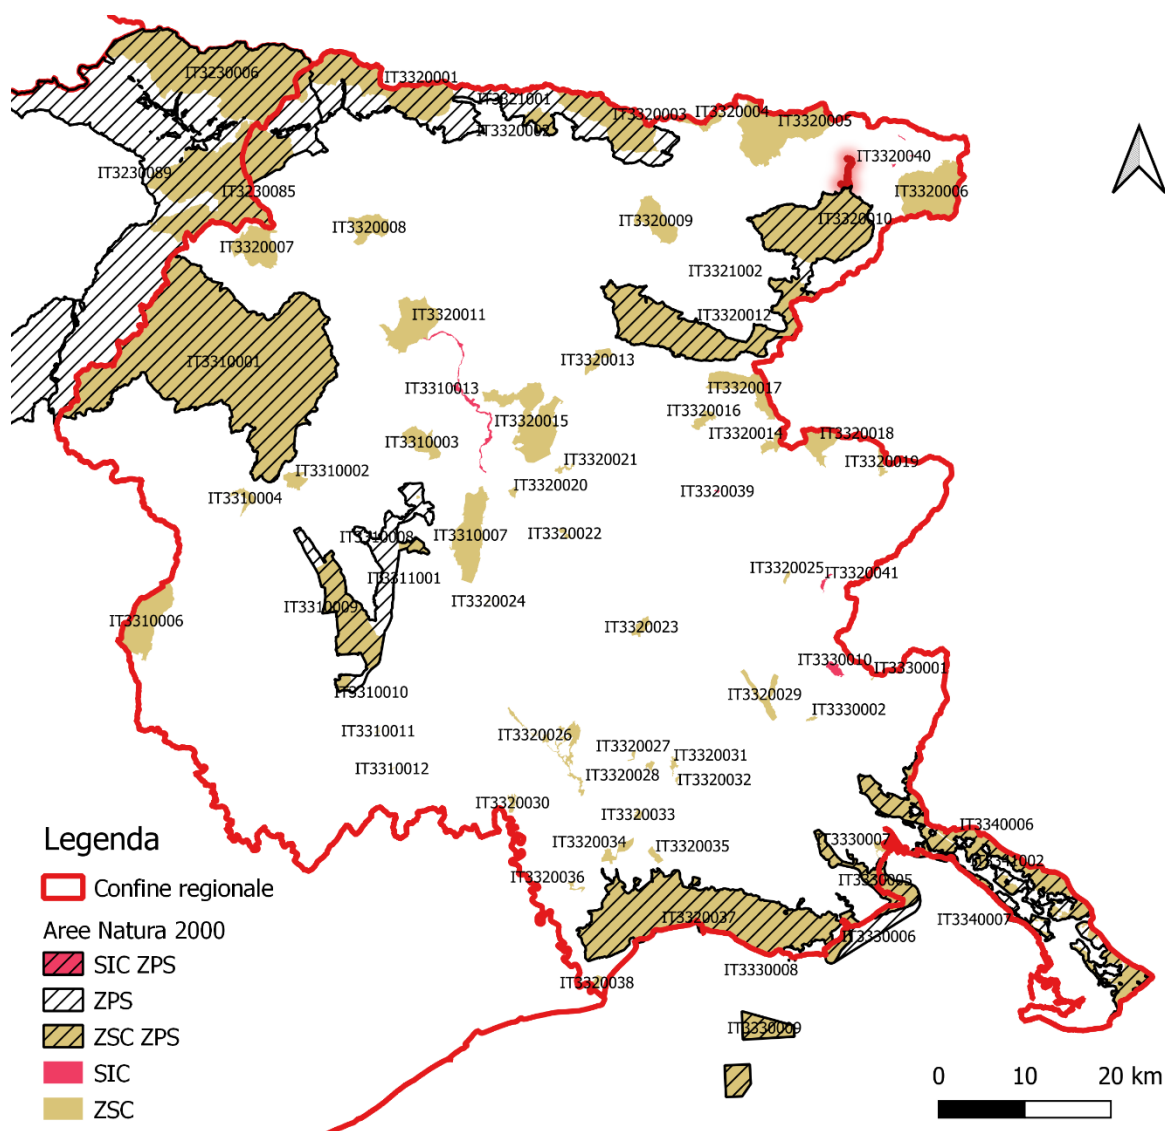 IT3230006
IT3320001
IT3321001
IT3320002
IT3320003
IT3320004
IT3320005
IT3320040
IT3230089
IT3230085
IT3320006
IT3320007
IT3320008
IT3320009
IT3320010
IT3321002
IT3320011
IT3320012
IT3310001
IT3320013
IT3310013
IT3320017
IT3320016
IT3320015
IT3310003
IT3320014
IT3320018
IT3320021
IT3320019
IT3310002
IT3320020
IT3310004
IT3320039
IT3310008
IT3310007
IT3320022
IT3311001
IT3320025
IT3320041
IT3310009
IT3320024
IT3310006
IT3320023
IT3330010
IT3330001
IT3310010
IT3320029
IT3330002
IT3310011
IT3320026
IT3320027
IT3320031
IT3310012
IT3320028
IT3320032
IT3320030
IT3320033
IT3340006
IT3320034
IT3320035
IT3330007
IT3341002
IT3320036
IT3330005
IT3320037
IT3330006
IT3340007
IT3330008
IT3320038
IT3330009
Legenda
Confine regionale
Aree Natura 2000
SIC ZPS
ZPS
ZSC ZPS
SIC
ZSC
0 10 20 km